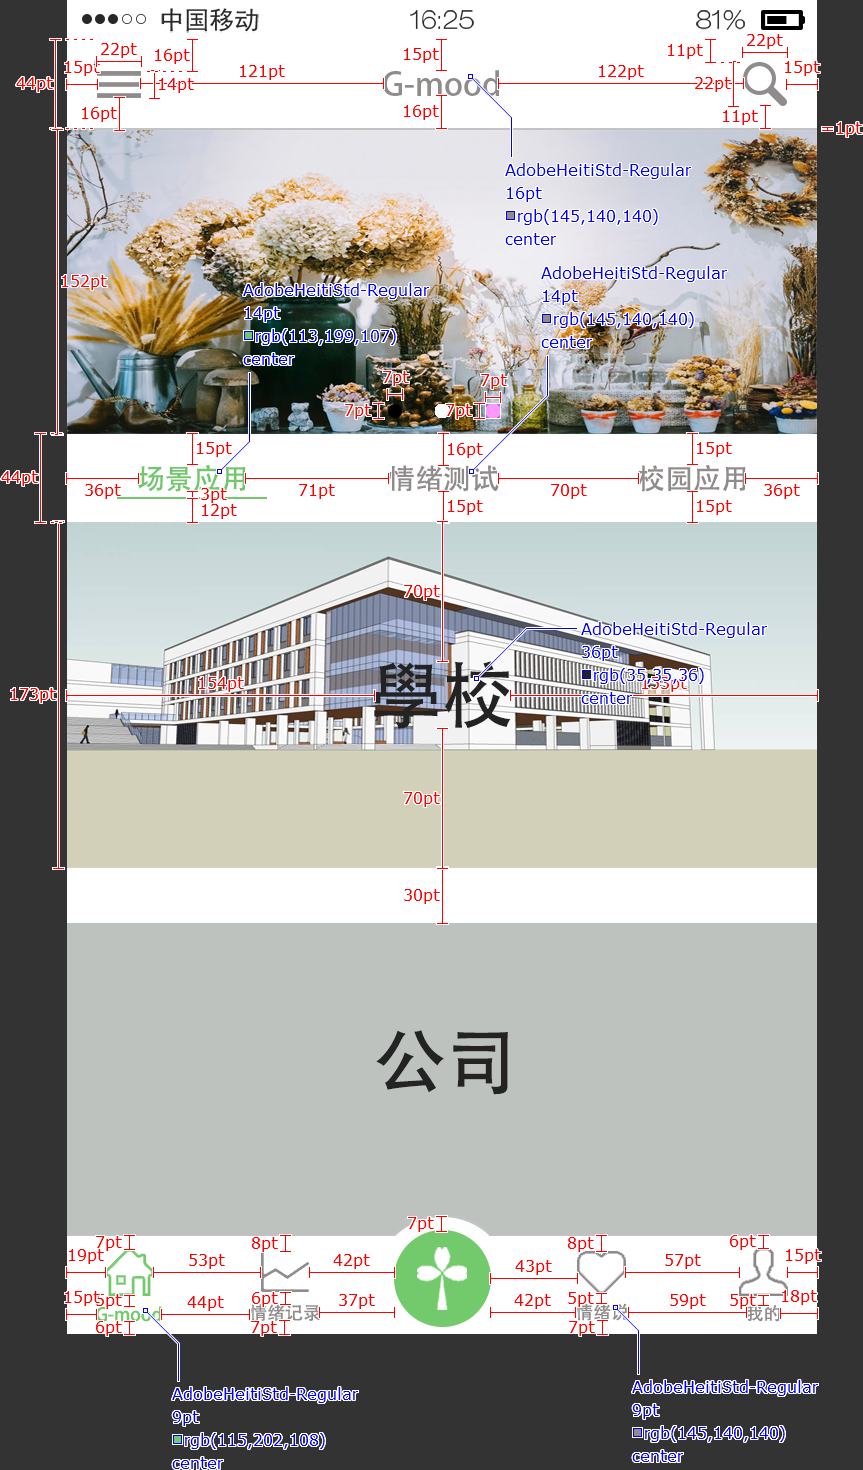 中国移动 16:25 81%
22pt
16pt
15pt
11pt
22pt
15pt
44pt
14pt
121pt
G-mood
122pt
22pt
15pt
16pt
16pt
11pt
1pt
AdobeHeitiStd-Regular
16pt
rgb(145,140,140)
center
152pt
AdobeHeitiStd-Regular
14pt
rgb(113,199,107)
center
AdobeHeitiStd-Regular
14pt
rgb(145,140,140)
center
7pt
7pt
7pt
7pt
44pt
15pt
16pt
15pt
36pt
场景应用
71pt
情绪测试
70pt
校园应用
36pt
3pt
12pt
15pt
15pt
70pt
AdobeHeitiStd-Regular
36pt
rgb(35,35,36)
center
173pt
154pt
學校
70pt
30pt
公司
7pt
7pt
8pt
8pt
6pt
19pt
53pt
42pt
43pt
57pt
15pt
15pt
5pt
44pt
6pt
37pt
42pt
5pt
59pt
5pt
18pt
G-mood
情绪记录
情绪说
我的
6pt
7pt
7pt
AdobeHeitiStd-Regular
9pt
rgb(115,202,108)
center
AdobeHeitiStd-Regular
9pt
rgb(145,140,140)
center